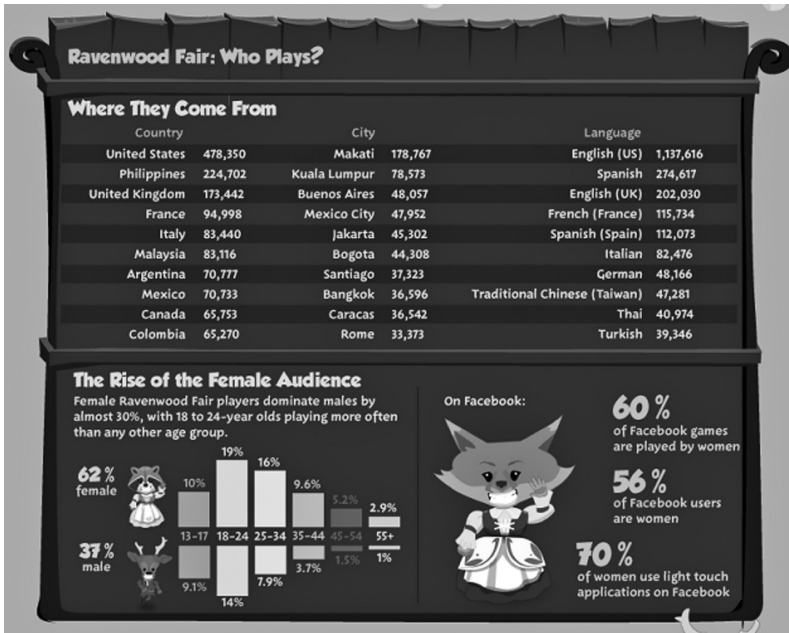 Ravenwood Fair: Who Plays?
Where They Come From
Country City Language
United States 478,350 Makati 178,767 English (US) 1,137,616
Philippines 224,702 Kuala Lumpur 78,573 Spanish 274,617
United Kingdom 173,442 Buenos Aires 48,057 English (UK) 202,030
France 94,998 Mexico City 47,952 French (France) 115,734
Italy 83,440 Jakarta 45,302 Spanish (Spain) 112,073
Malaysia 83,116 Bogota 44,308 Italian 82,476
Argentina 70,777 Santiago 37,323 German 48,166
Mexico 70,733 Bangkok 36,596 Traditional Chinese (Taiwan) 47,281
Canada 65,753 Caracas 36,542 Thai 40,974
Colombia 65,270 Rome 33,373 Turkish 39,346
The Rise of the Female Audience
Female Ravenwood Fair players dominate males by
almost 30%, with 18 to 24-year olds playing more often
than any other age group.
62% female
10% 19% 16% 9.6% 5.2% 2.9%
13-17 18-24 25-34 35-44 45-54 55+
37% male
9.1% 14% 7.9% 3.7% 1.5% 1%
On Facebook:
60%
of Facebook games
are played by women
56%
of Facebook users
are women
70%
of women use light touch
applications on Facebook